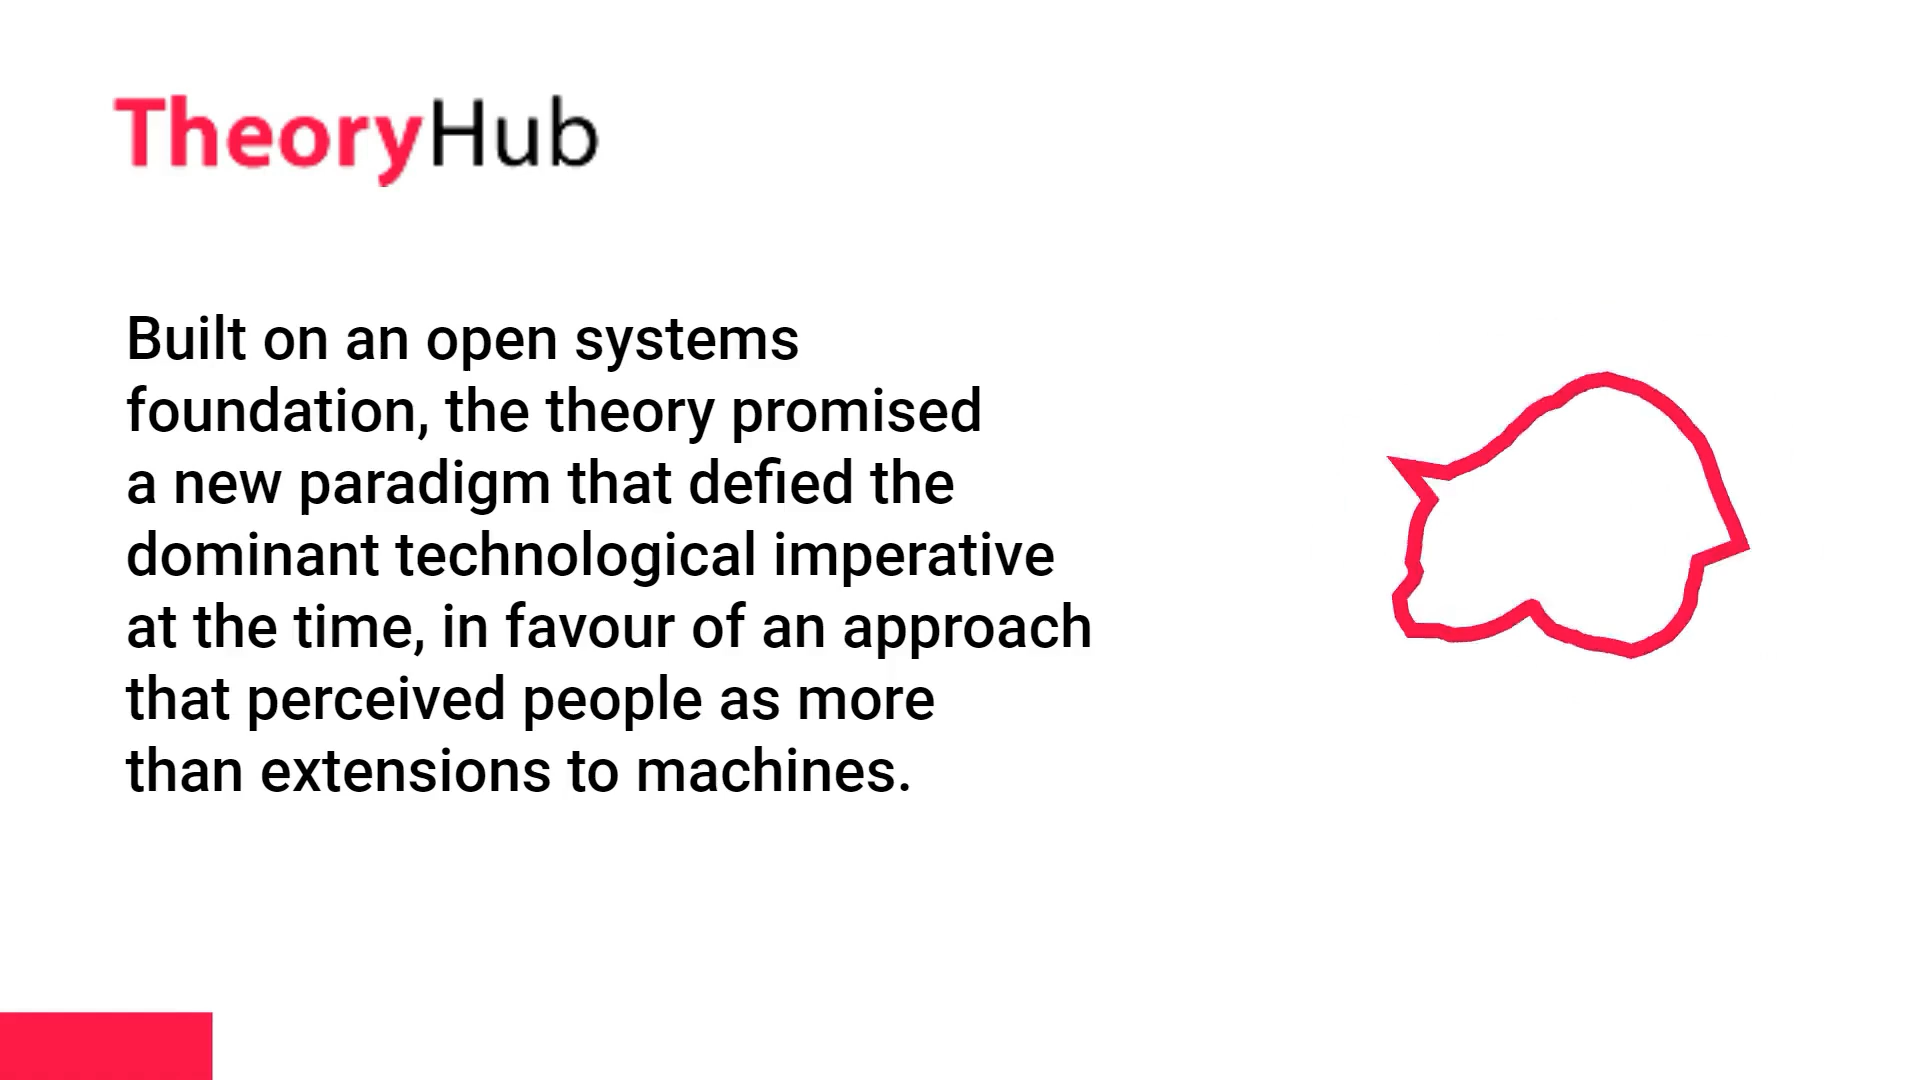 TheoryHub
Built on an open systems
foundation, the theory promised
a new paradigm that defied the
dominant technological imperative
at the time, in favour of an approach
that perceived people as more
than extensions to machines.